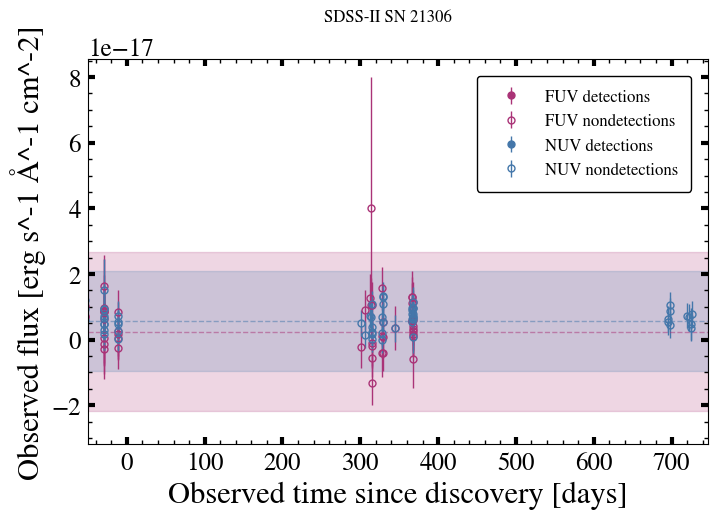 SDSS-II SN 21306
1e−17
8
6
4
2
0
−2
0 100 200 300 400 500 600 700
Observed flux [erg s^-1 Å^-1 cm^-2]
Observed time since discovery [days]
FUV detections
FUV nondetections
NUV detections
NUV nondetections